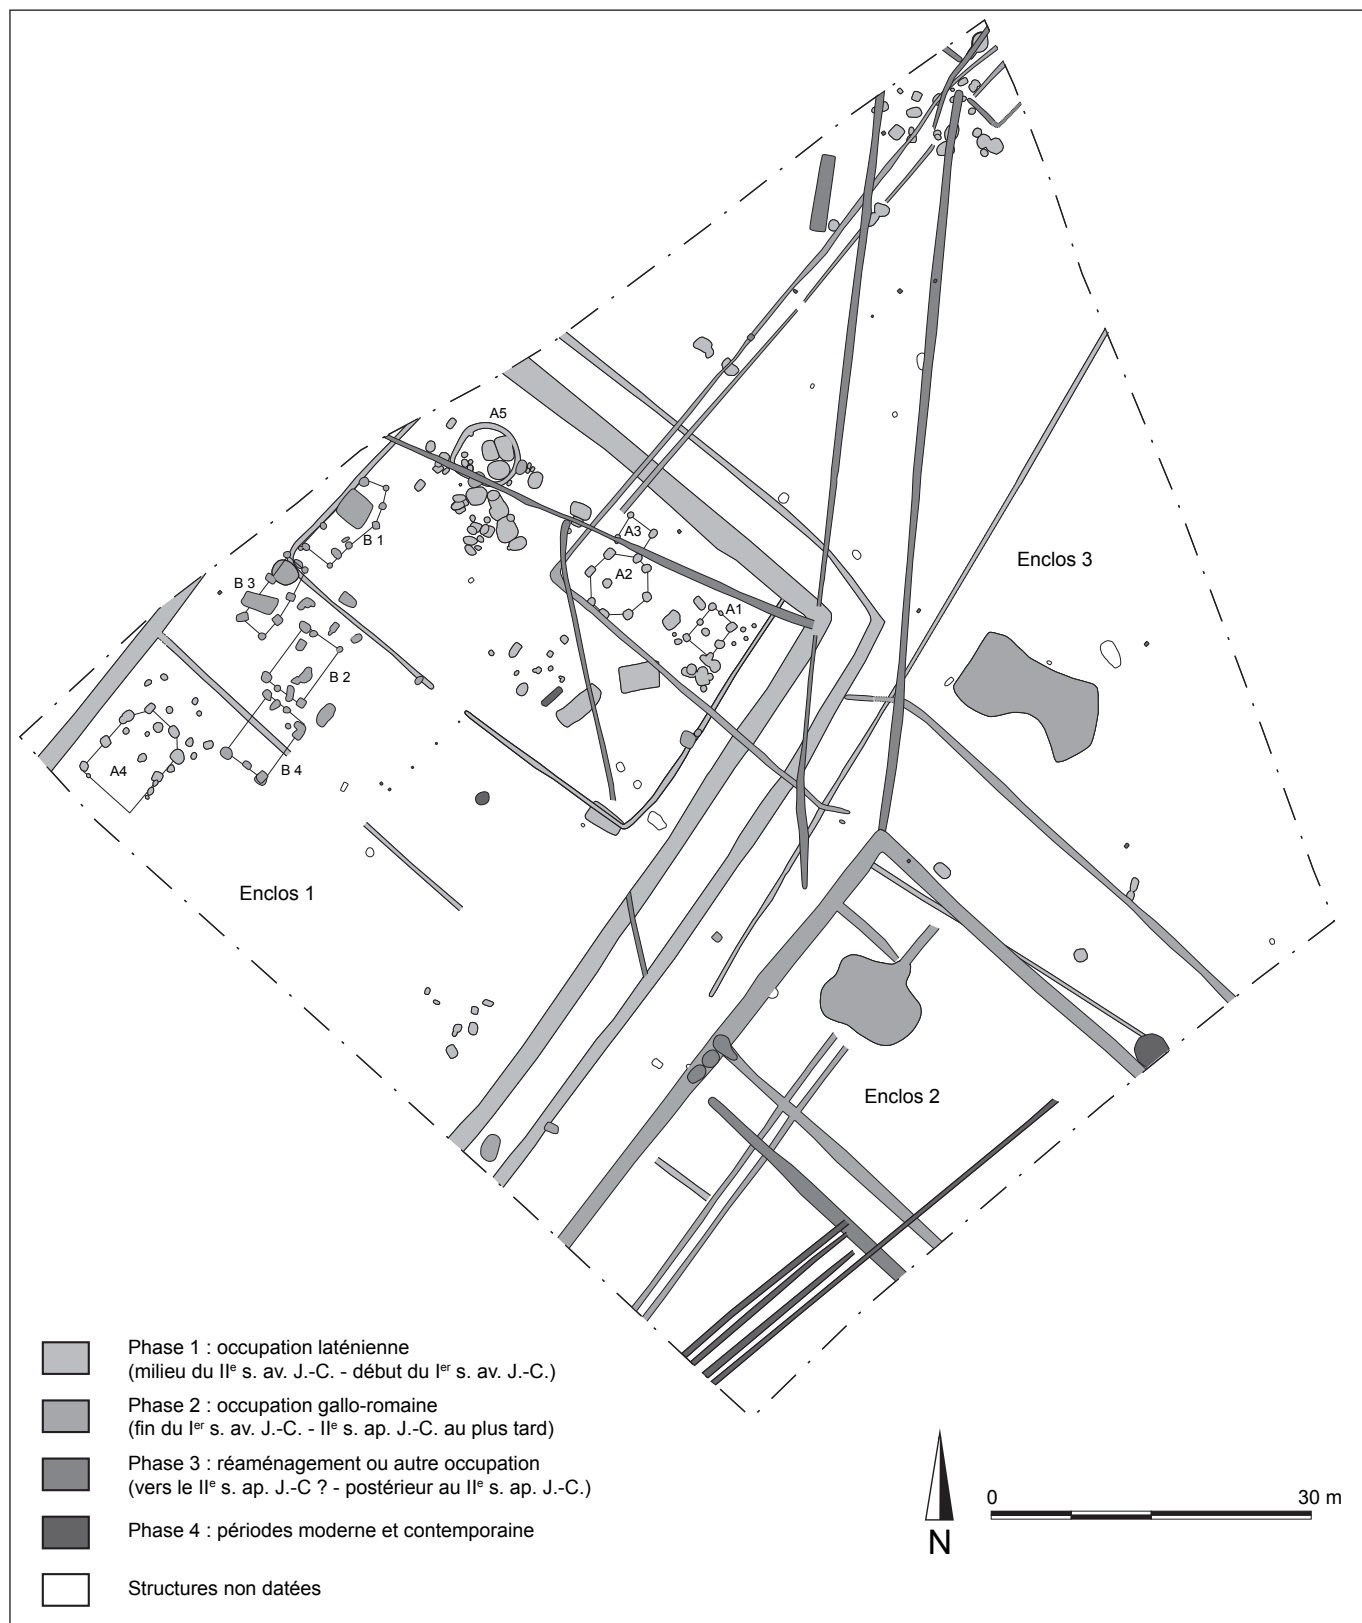 A5
B 1
A3
A2
A1
B 3
B 2
A4
B 4
Enclos 3
Enclos 1
Enclos 2
Phase 1 : occupation laténienne
(milieu du IIe s. av. J.-C. - début du Ier s. av. J.-C.)
Phase 2 : occupation gallo-romaine
(fin du Ier s. av. J.-C. - IIe s. ap. J.-C. au plus tard)
Phase 3 : réaménagement ou autre occupation
(vers le IIe s. ap. J.-C ? - postérieur au IIe s. ap. J.-C.)
Phase 4 : périodes moderne et contemporaine
Structures non datées
N
0 30 m